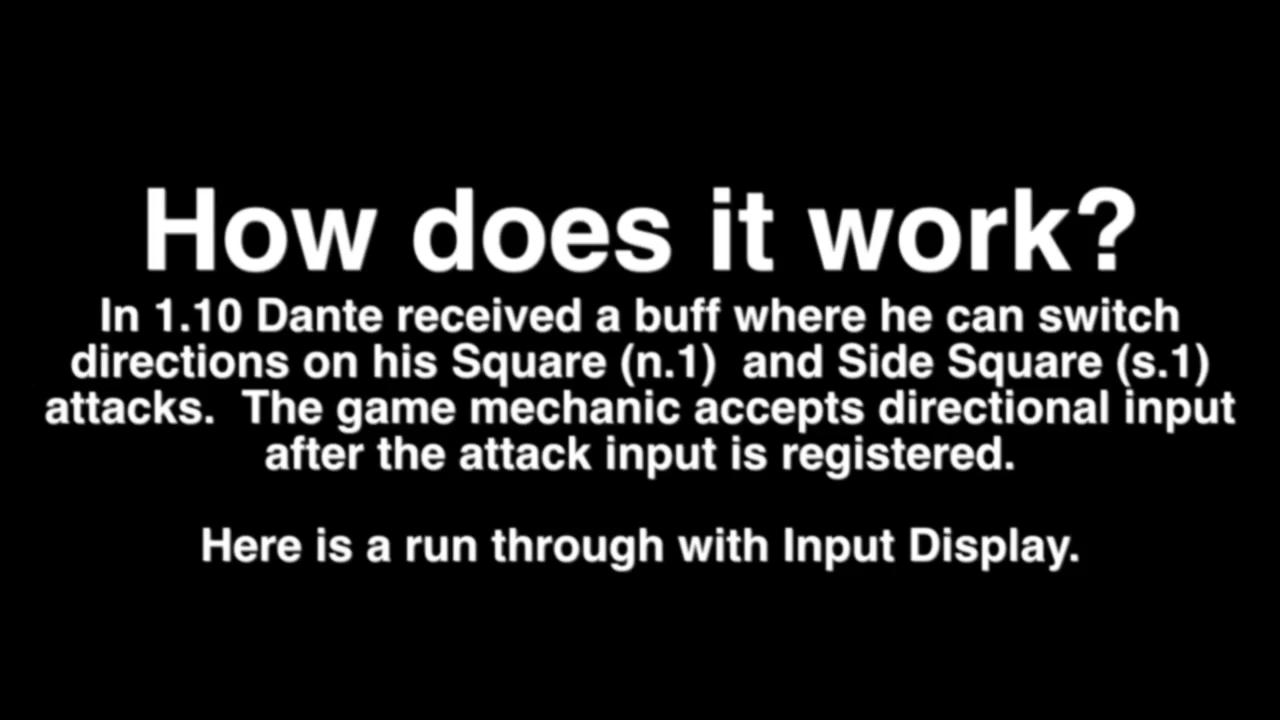 How does it work?
In 1.10 Dante received a buff where he can switch
directions on his Square (n.1)  and Side Square (s.1)
attacks.  The game mechanic accepts directional input
after the attack input is registered.
Here is a run through with Input Display.